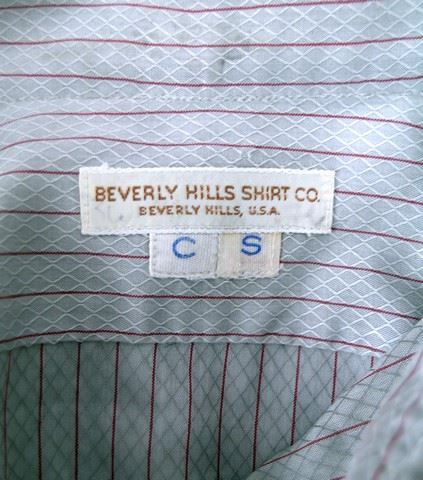 BEVERLY HILLS SHIRT CO.
BEVERLY HILLS, U.S.A.
C S